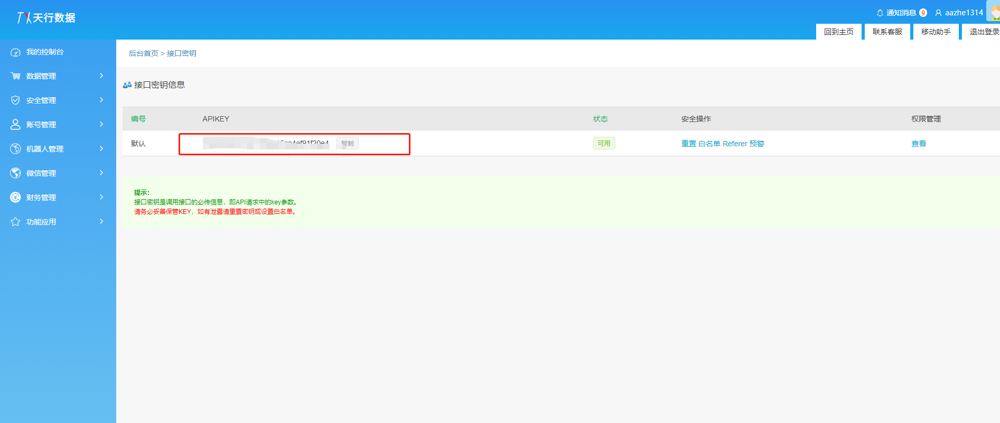 TX天行数据
通知消息 9 aazhe1314
回到主页 联系客服 移动助手 退出登录
我的控制台
数据管理
安全管理
账号管理
机器人管理
微信管理
财务管理
功能应用
后台首页 > 接口密钥
接口密钥信息
编号 APIKEY 状态 安全操作 权限管理
默认 复制 可用 重置 白名单 Referer 预警 查看
提示：
接口密钥是调用接口的必传信息，即API请求中的key参数。
请务必妥善保管KEY，如有泄露请重置密钥或设置白名单。